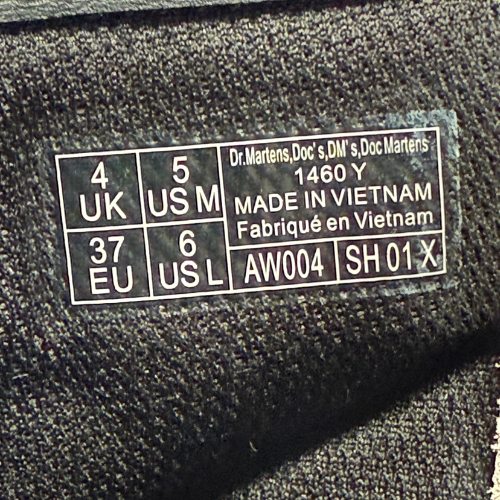 4
UK
5
US M
37
EU
6
US L
Dr.Martens,Doc's,DM's,Doc Martens
1460 Y
MADE IN VIETNAM
Fabriqué en Vietnam
AW004
SH 01 X